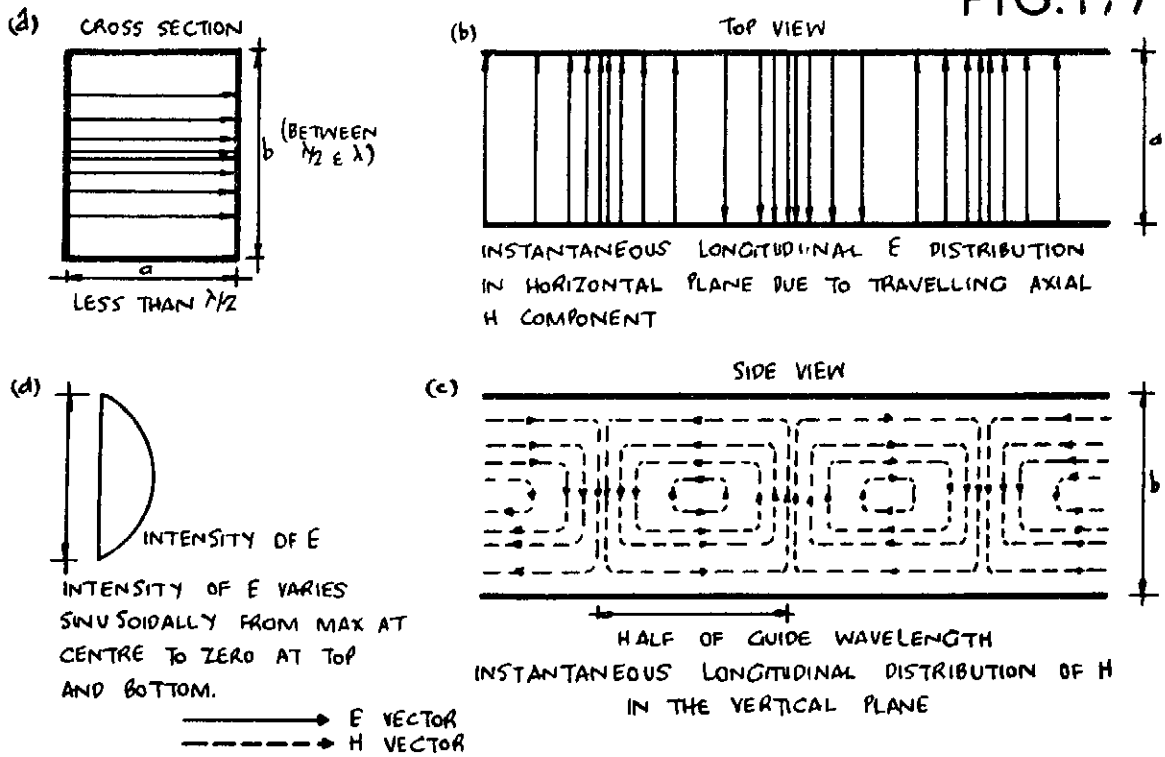 FIG.177
(a) CROSS SECTION
b (BETWEEN
λ/2 & λ)
a
LESS THAN λ/2
(b) TOP VIEW
a
INSTANTANEOUS LONGITUDINAL E DISTRIBUTION
IN HORIZONTAL PLANE DUE TO TRAVELLING AXIAL
H COMPONENT
(d)
INTENSITY OF E
INTENSITY OF E VARIES
SINUSOIDALLY FROM MAX AT
CENTRE TO ZERO AT TOP
AND BOTTOM.
(c) SIDE VIEW
b
HALF OF GUIDE WAVELENGTH
INSTANTANEOUS LONGITUDINAL DISTRIBUTION OF H
IN THE VERTICAL PLANE
E VECTOR
H VECTOR